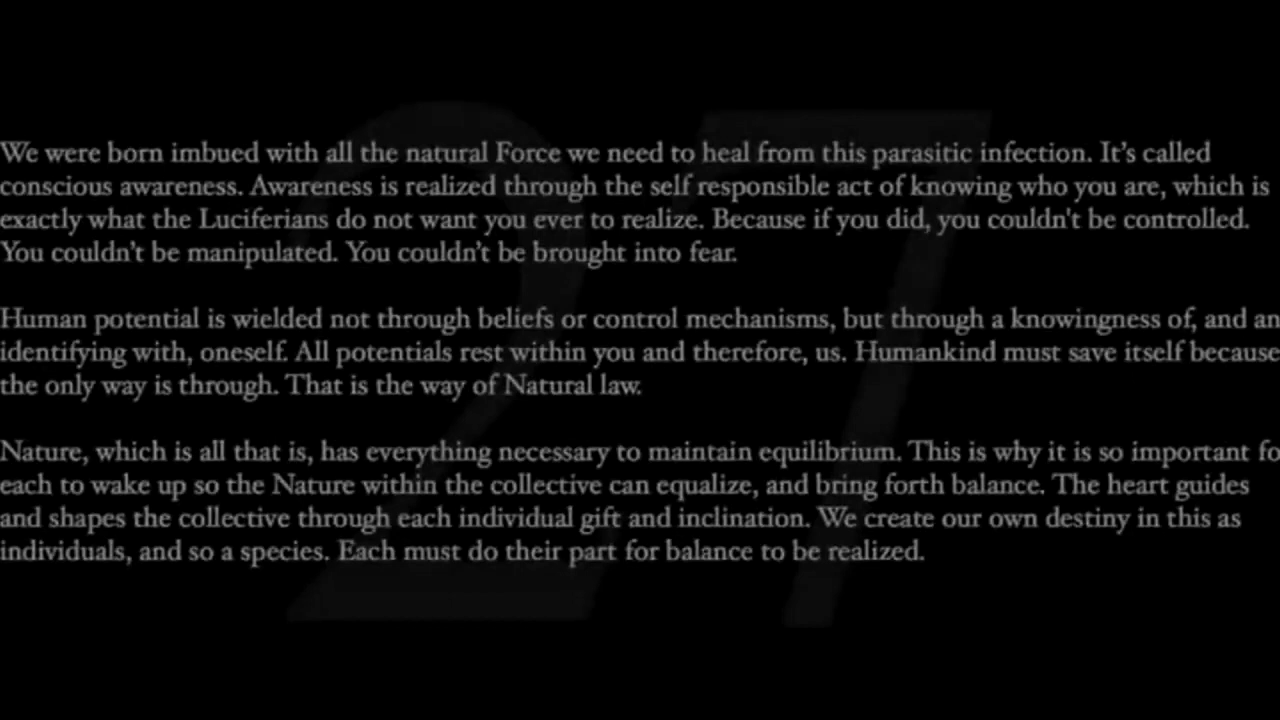 27
We were born imbued with all the natural Force we need to heal from this parasitic infection. It’s called
conscious awareness. Awareness is realized through the self responsible act of knowing who you are, which is
exactly what the Luciferians do not want you ever to realize. Because if you did, you couldn't be controlled.
You couldn’t be manipulated. You couldn’t be brought into fear.
Human potential is wielded not through beliefs or control mechanisms, but through a knowingness of, and an
identifying with, oneself. All potentials rest within you and therefore, us. Humankind must save itself because
the only way is through. That is the way of Natural law.
Nature, which is all that is, has everything necessary to maintain equilibrium. This is why it is so important fo
each to wake up so the Nature within the collective can equalize, and bring forth balance. The heart guides
and shapes the collective through each individual gift and inclination. We create our own destiny in this as
individuals, and so a species. Each must do their part for balance to be realized.